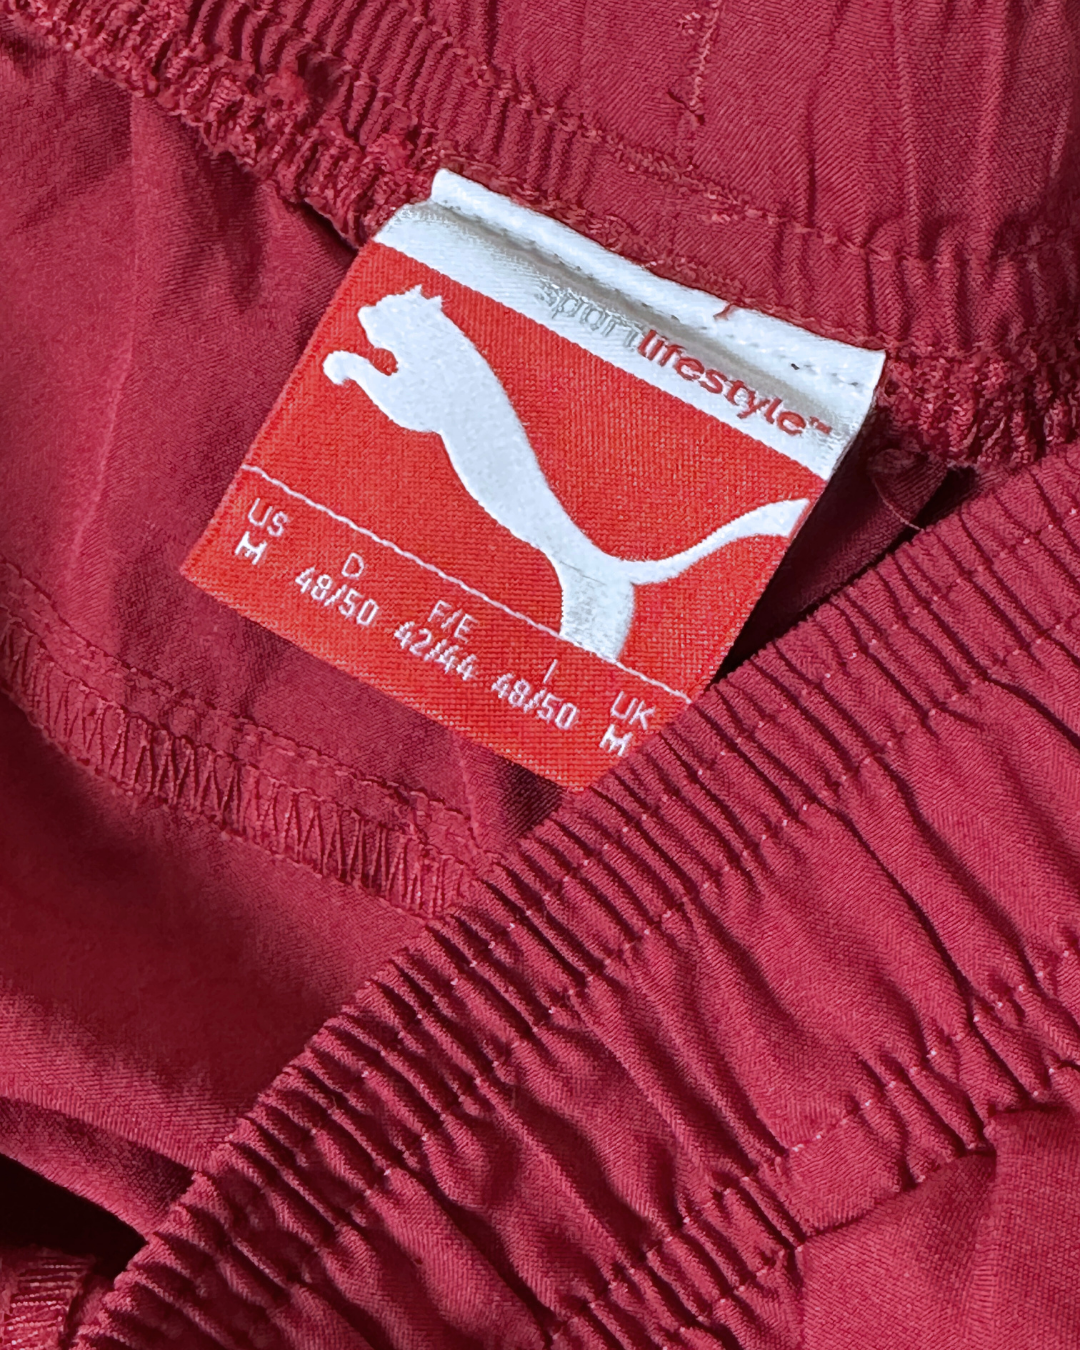 sportlifestyle™
US D F/E I UK
M 48/50 42/44 48/50 M